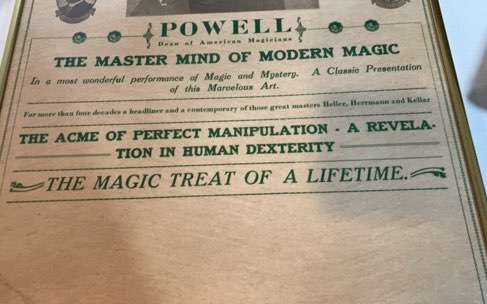 POWELL
Dean of American Magicians
THE MASTER MIND OF MODERN MAGIC
In a most wonderful performance of Magic and Mystery. A Classic Presentation
of this Marvelous Art.
For more than four decades a headliner and a contemporary of those great masters Heller, Herrmann and Kellar
THE ACME OF PERFECT MANIPULATION - A REVELA-
TION IN HUMAN DEXTERITY
THE MAGIC TREAT OF A LIFETIME.